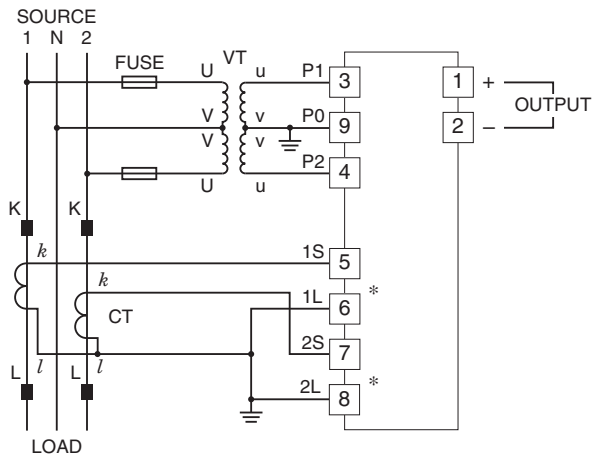 SOURCE
1 N 2
FUSE
VT
U u P1 3 1 +
OUTPUT
V v P0 9 2 –
V v
P2 4
U u
K K
k 1S 5
k 1L 6 *
CT
2S 7
L l L l
2L 8 *
LOAD